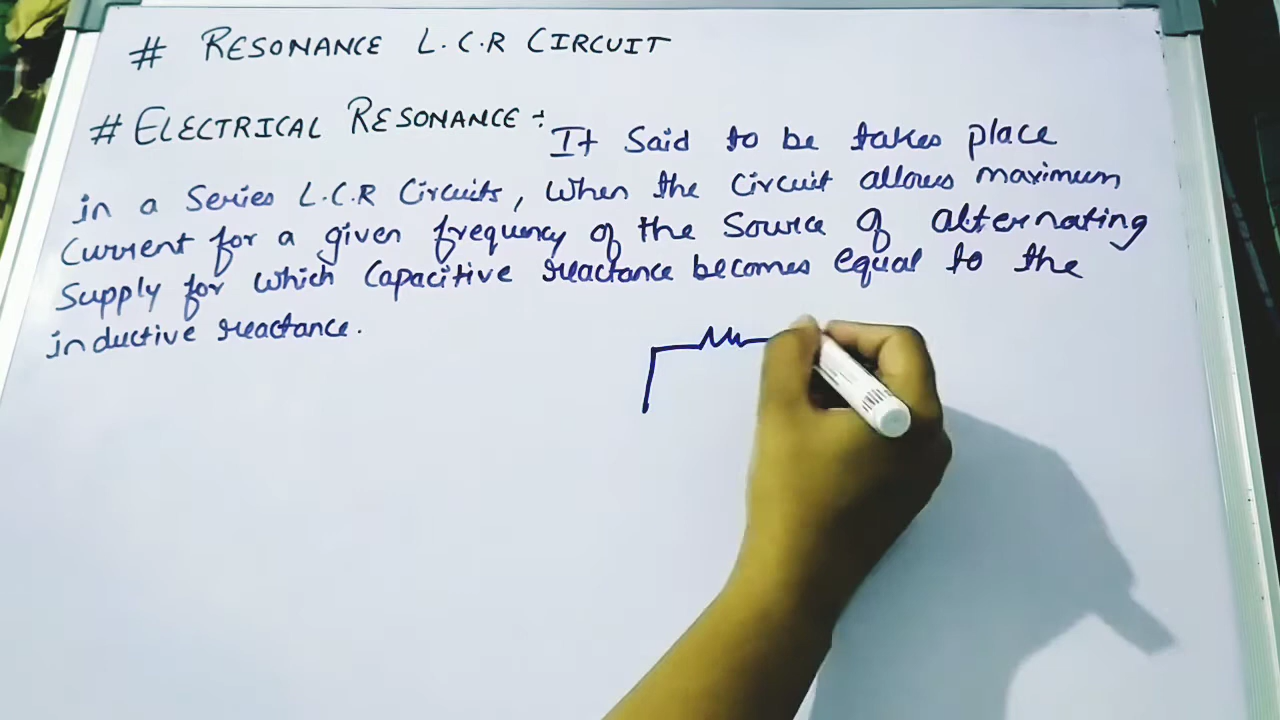 # RESONANCE L.C.R CIRCUIT
# ELECTRICAL RESONANCE ÷ It Said to be takes place
in a Series L.C.R Circuits, when the circuit allows maximum
Current for a given frequency of the Source of alternating
Supply for which Capacitive reactance becomes equal to the
inductive reactance.